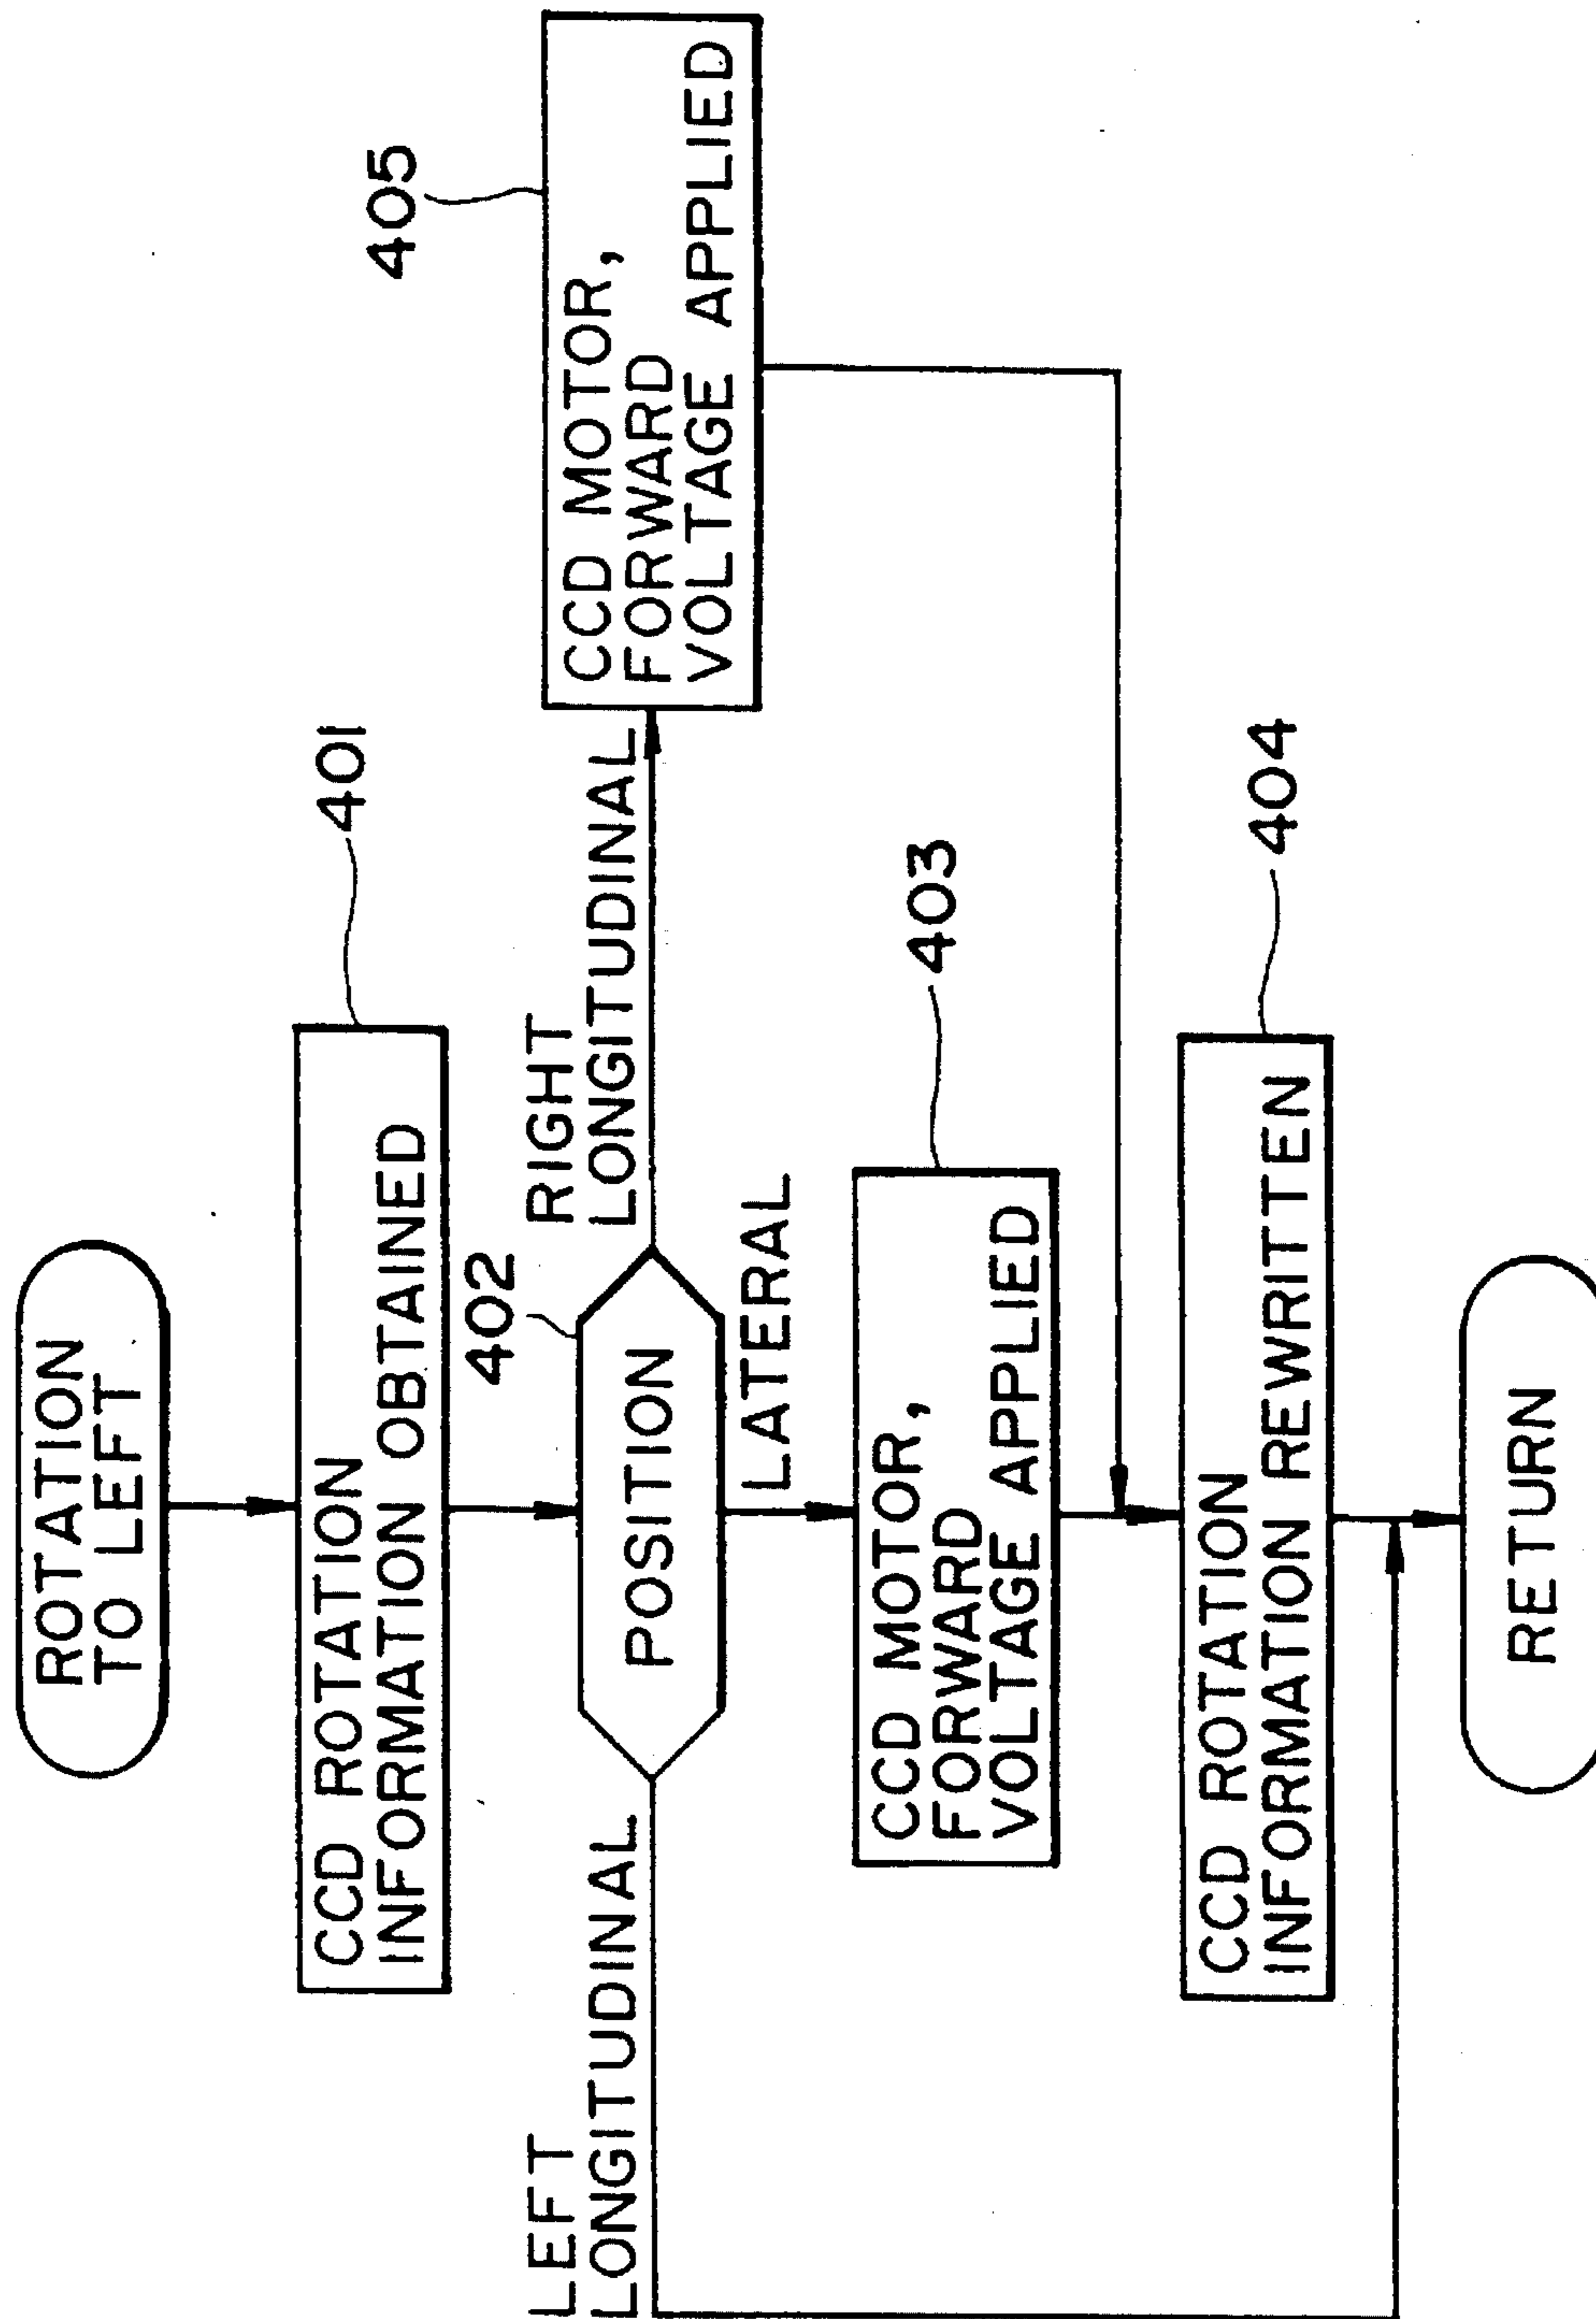 ROTATION
TO LEFT
CCD ROTATION
INFORMATION OBTAINED
401
402
POSITION
LEFT
LONGITUDINAL
RIGHT
LONGITUDINAL
LATERAL
CCD MOTOR,
FORWARD
VOLTAGE APPLIED
405
CCD MOTOR,
FORWARD
VOLTAGE APPLIED
403
CCD ROTATION
INFORMATION REWRITTEN
404
RETURN